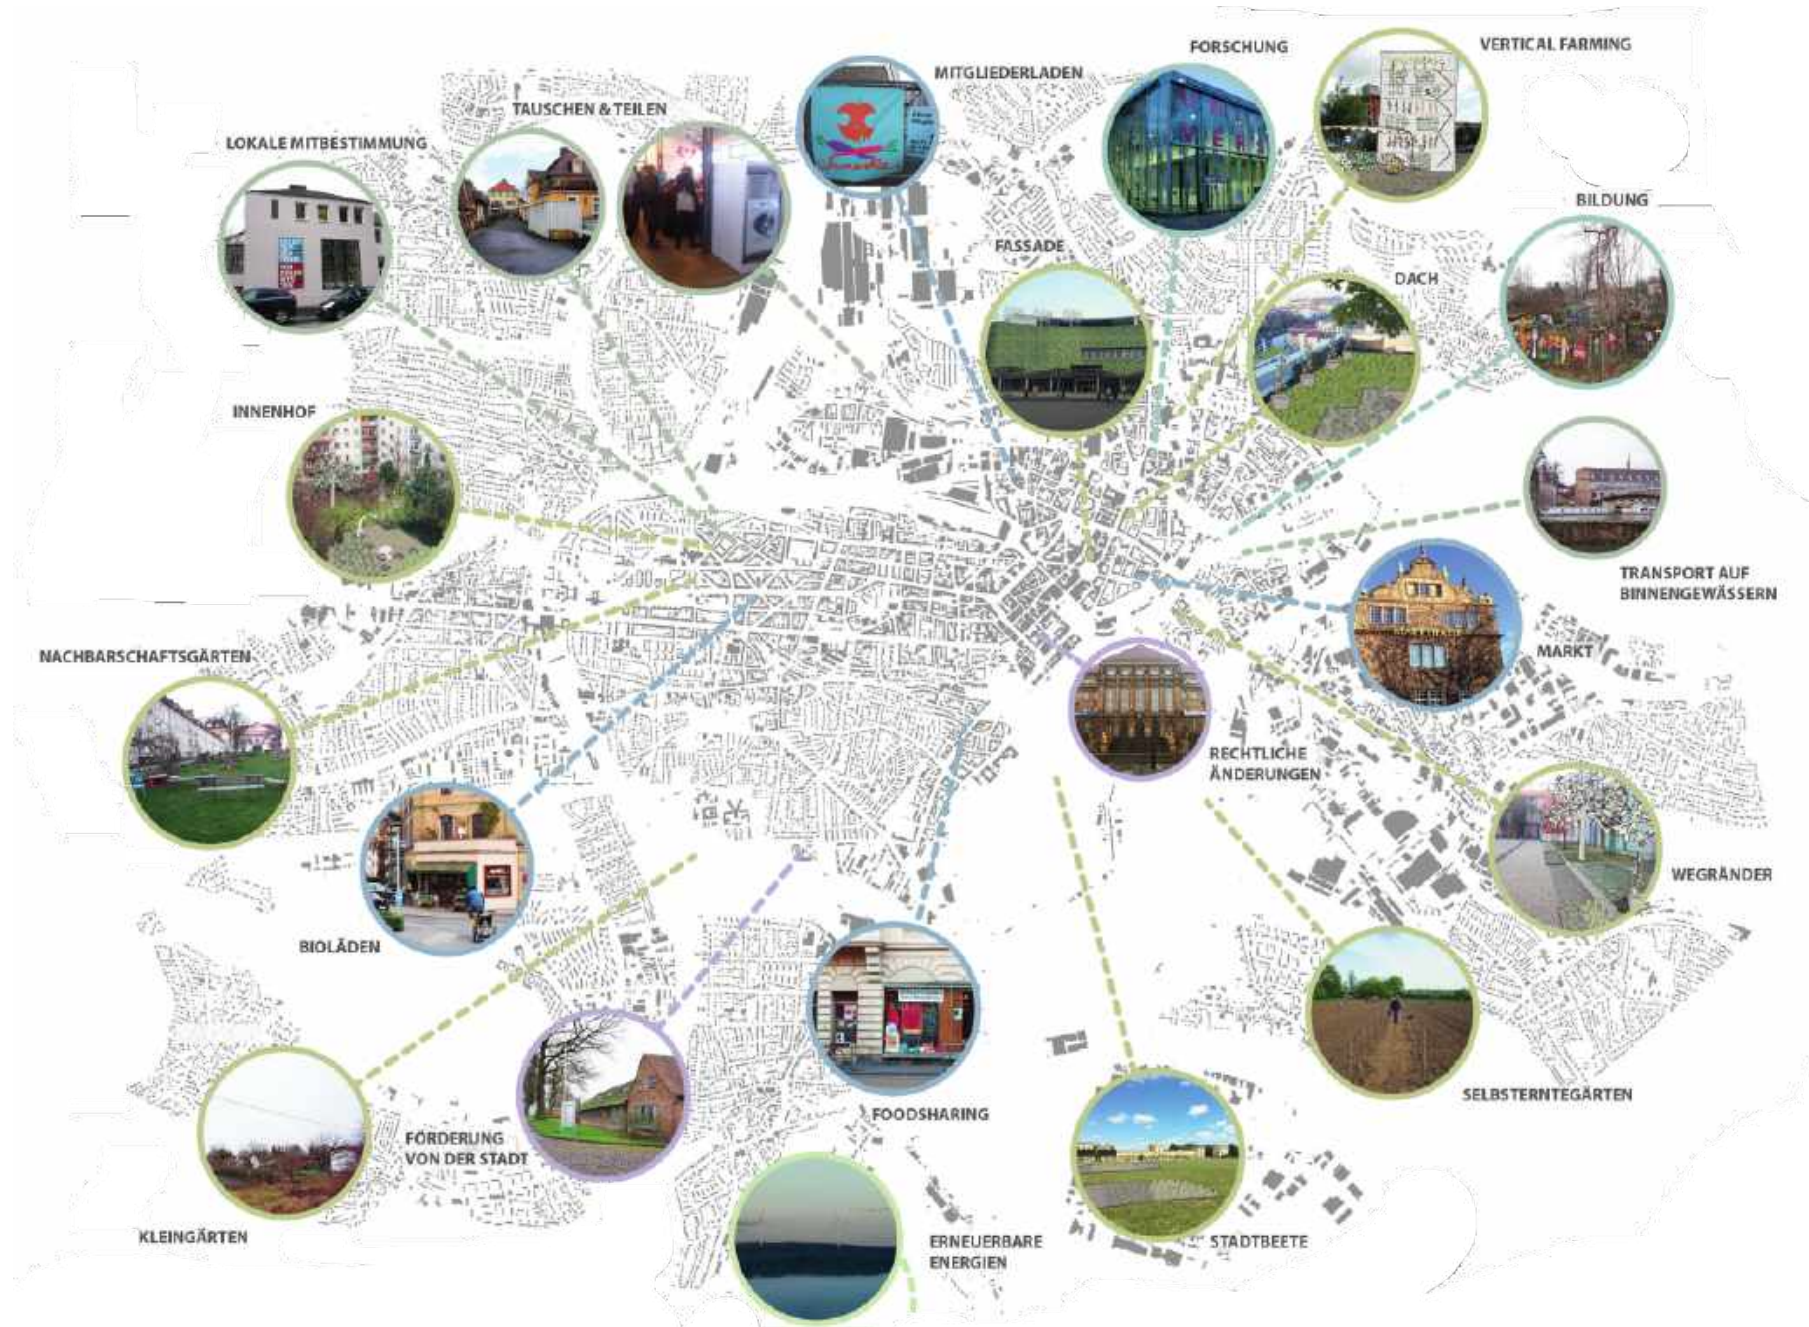 FORSCHUNG
VERTICAL FARMING
MITGLIEDERLADEN
TAUSCHEN & TEILEN
LOKALE MITBESTIMMUNG
BILDUNG
FASSADE
DACH
INNENHOF
TRANSPORT AUF
BINNENGEWÄSSERN
MARKT
NACHBARSCHAFTSGÄRTEN
RECHTLICHE
ÄNDERUNGEN
WEGRÄNDER
BIOLÄDEN
SELBSTERNTEGÄRTEN
FOODSHARING
FÖRDERUNG
VON DER STADT
KLEINGÄRTEN
ERNEUERBARE
ENERGIEN
STADTBEETE